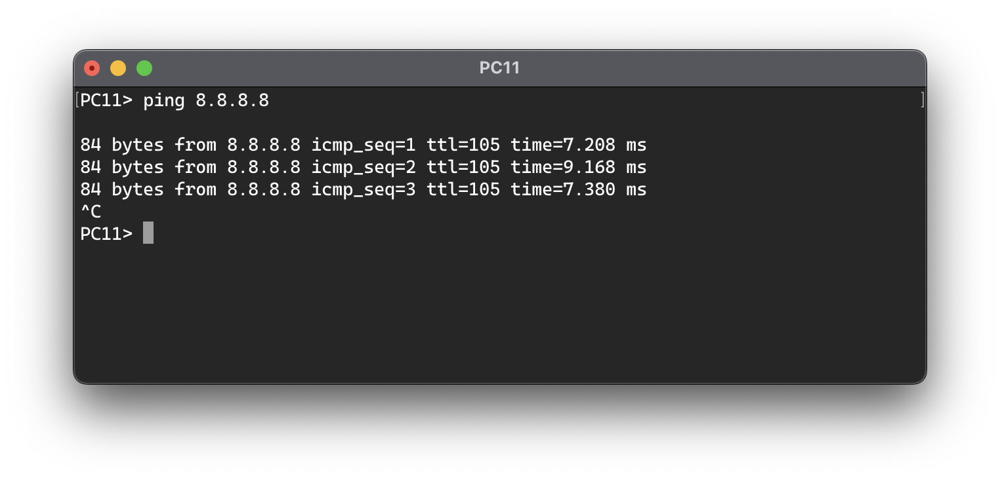 PC11
[PC11> ping 8.8.8.8 ]
84 bytes from 8.8.8.8 icmp_seq=1 ttl=105 time=7.208 ms
84 bytes from 8.8.8.8 icmp_seq=2 ttl=105 time=9.168 ms
84 bytes from 8.8.8.8 icmp_seq=3 ttl=105 time=7.380 ms
^C
PC11>